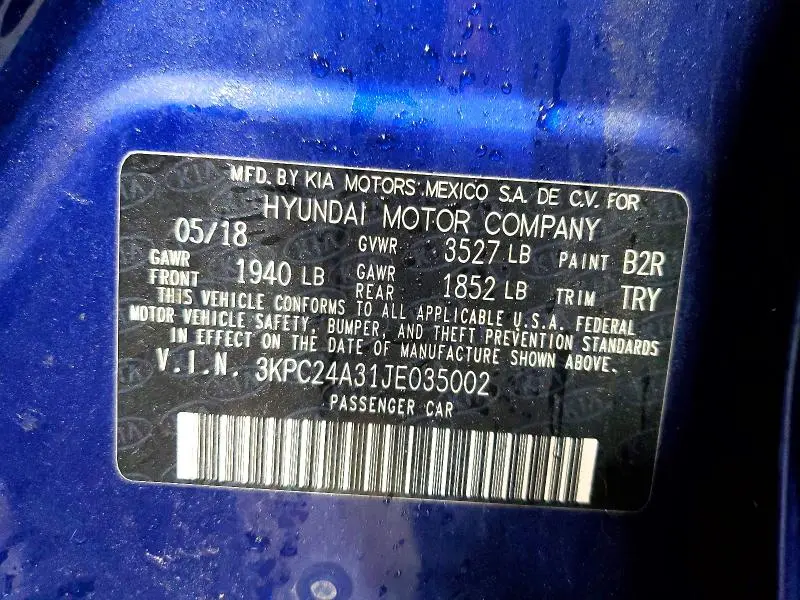 MFD. BY KIA MOTORS MEXICO S.A. DE C.V. FOR
HYUNDAI MOTOR COMPANY
05/18 GVWR 3527 LB PAINT B2R
GAWR FRONT 1940 LB GAWR REAR 1852 LB TRIM TRY
THIS VEHICLE CONFORMS TO ALL APPLICABLE U.S.A. FEDERAL
MOTOR VEHICLE SAFETY, BUMPER, AND THEFT PREVENTION STANDARDS
IN EFFECT ON THE DATE OF MANUFACTURE SHOWN ABOVE.
V.I.N. 3KPC24A31JE035002
PASSENGER CAR